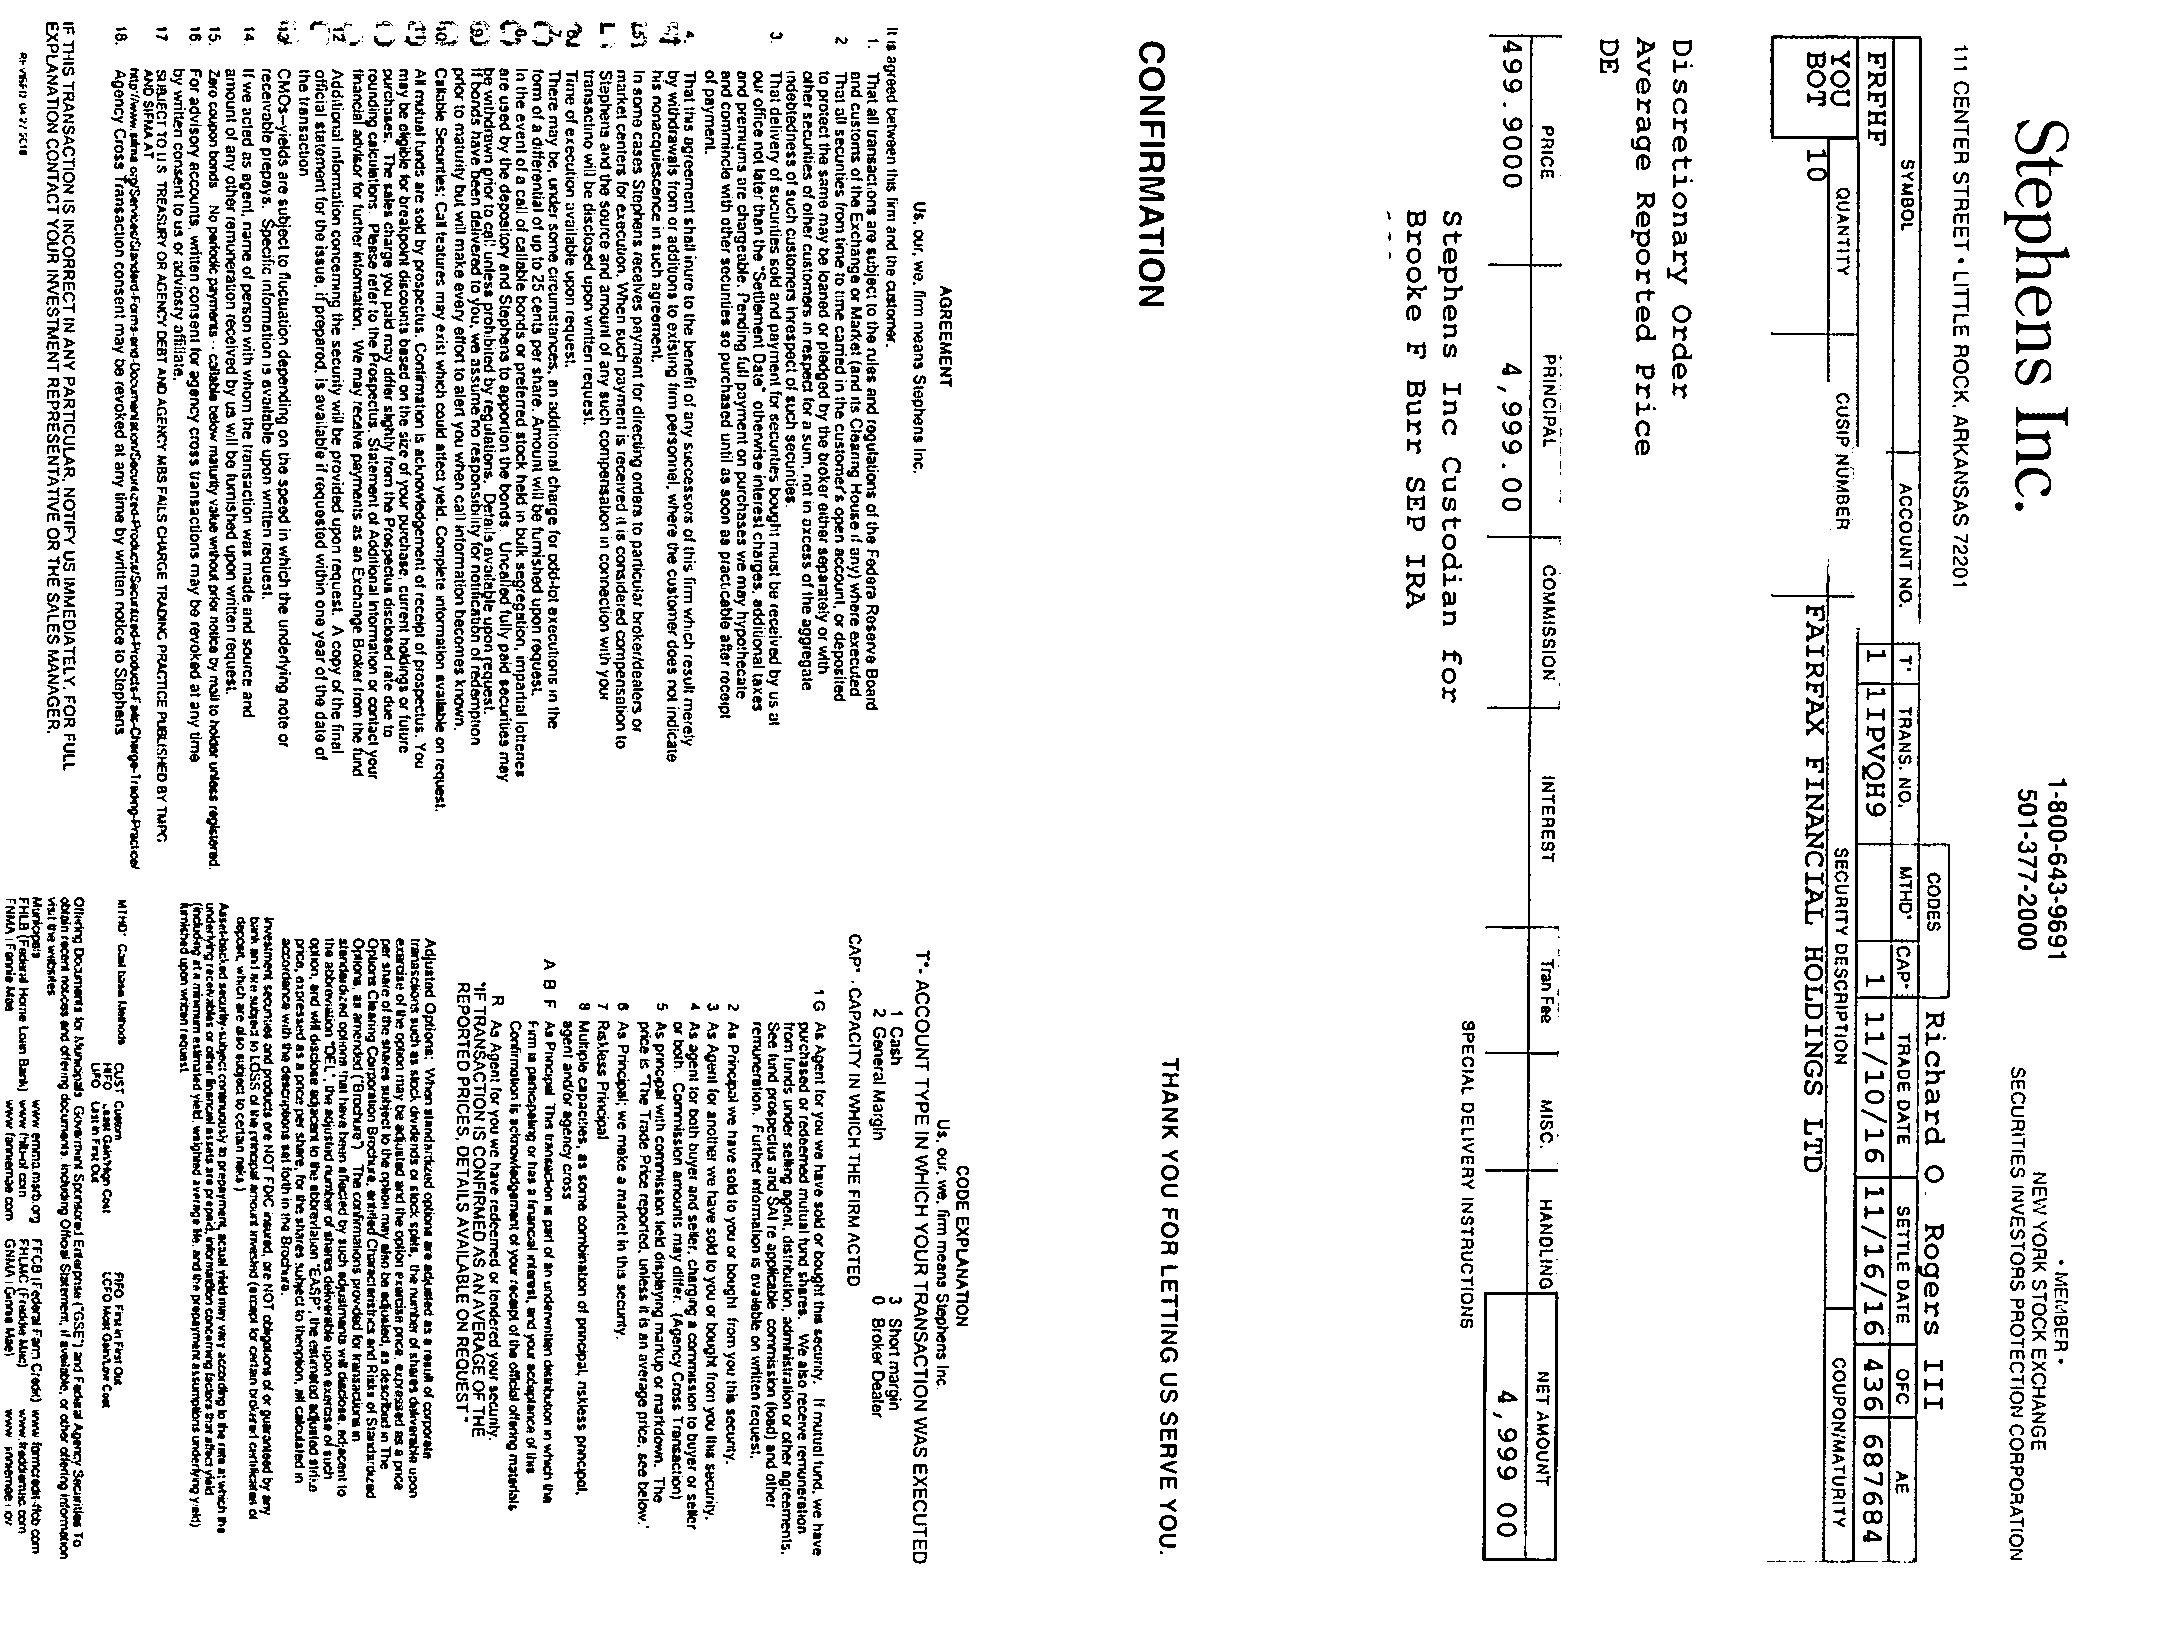 Stephens Inc.
111 CENTER STREET • LITTLE ROCK, ARKANSAS 72201
1-800-643-9691
501-377-2000
• MEMBER •
NEW YORK STOCK EXCHANGE
SECURITIES INVESTORS PROTECTION CORPORATION
Richard O Rogers III
CODES
SYMBOL ACCOUNT NO. T* TRANS. NO. MTHD* CAP* TRADE DATE SETTLE DATE OFC AE
FRFHF 1 1IPVQH9 1 11/10/16 11/16/16 436 687684
YOU BOT QUANTITY CUSIP NUMBER SECURITY DESCRIPTION COUPON/MATURITY
10 FAIRFAX FINANCIAL HOLDINGS LTD
Discretionary Order
Average Reported Price
DE
PRICE PRINCIPAL COMMISSION INTEREST Tran Fee MISC. HANDLING NET AMOUNT
499.9000 4,999.00 4,999 00
SPECIAL DELIVERY INSTRUCTIONS
Stephens Inc Custodian for
Brooke F Burr SEP IRA
CONFIRMATION
THANK YOU FOR LETTING US SERVE YOU.
AGREEMENT
Us, our, we, firm means Stephens Inc.
It is agreed between this firm and the customer.
1. That all transactions are subject to the rules and regulations of the Federal Reserve Board
and customs of the Exchange or Market (and its Clearing House if any) where executed
2 That all securities from time to time carried in the customer's open account, or deposited
to protect the same may be loaned or pledged by the broker either separately or with
other securities of other customers in respect for a sum, not in excess of the aggregate
indebtedness of such customers inrespect of such securities.
3. That delivery of securities sold and payment for securities bought must be received by us at
our office not later than the "Settlement Date" otherwise interest charges, additional taxes
and premiums are chargeable. Pending full payment on purchases we may hypothecate
and commingle with other securities so purchased until as soon as practicable after receipt
of payment.
4. That this agreement shall inure to the benefit of any successors of this firm which result merely
by withdrawals from or additions to existing firm personnel, where the customer does not indicate
his nonacquiescence in such agreement.
In some cases Stephens receives payment for directing orders to particular broker/dealers or
market centers for execution. When such payment is received it is considered compensation to
Stephens and the source and amount of any such compensation in connection with your
transaction will be disclosed upon written request.
Time of execution available upon request.
There may be, under some circumstances, an additional charge for odd-lot executions in the
form of a differential of up to 25 cents per share. Amount will be furnished upon request.
In the event of a call of callable bonds or preferred stock held in bulk segregation, impartial lotteries
are used by the depository and Stephens to apportion the bonds. Uncalled fully paid securities may
be withdrawn prior to call unless prohibited by regulations. Details available upon request.
If bonds have been delivered to you, we assume no responsibility for notification of redemption
prior to maturity but will make every effort to alert you when call information becomes known.
Callable Securities: Call features may exist which could affect yield. Complete information available on request.
All mutual funds are sold by prospectus. Confirmation is acknowledgement of receipt of prospectus. You
may be eligible for breakpoint discounts based on the size of your purchase, current holdings or future
purchases. The sales charge you paid may differ slightly from the Prospectus disclosed rate due to
rounding calculations. Please refer to the Prospectus, Statement of Additional Information or contact your
financial advisor for further information. We may receive payments as an Exchange Broker from the fund
Additional information concerning the security will be provided upon request. A copy of the final
official statement for the issue, if prepared, is available if requested within one year of the date of
the transaction
CMOs—yields are subject to fluctuation depending on the speed in which the underlying note or
receivable prepays. Specific information is available upon written request.
14. If we acted as agent, name of person with whom the transaction was made and source and
amount of any other remuneration received by us will be furnished upon written request.
15. Zero coupon bonds - No periodic payments - callable below maturity value without prior notice by mail to holder unless registered.
16. For advisory accounts, written consent for agency cross transactions may be revoked at any time
by written consent to us or adviosry affiliate.
17 SUBJECT TO U S TREASURY OR AGENCY DEBT AND AGENCY MBS FAILS CHARGE TRADING PRACTICE PUBLISHED BY TMPG
AND SIFMA AT
18. Agency Cross Transaction consent may be revoked at any time by written notice to Stephens
IF THIS TRANSACTION IS INCORRECT IN ANY PARTICULAR, NOTIFY US IMMEDIATELY, FOR FULL
EXPLANATION CONTACT YOUR INVESTMENT REPRESENTATIVE OR THE SALES MANAGER.
CODE EXPLANATION
Us, our, we, firm means Stephens Inc
T*- ACCOUNT TYPE IN WHICH YOUR TRANSACTION WAS EXECUTED
1 Cash 3 Short margin
2 General Margin 0 Broker Dealer
CAP* - CAPACITY IN WHICH THE FIRM ACTED
1 G As Agent for you we have sold or bought this security. If mutual fund, we have
purchased or redeemed mutual fund shares. We also receive remuneration
from funds under selling agent, distribution, administration or other agreements.
See fund prospectus and SAI re applicable commission (load) and other
remuneration. Further information is available on written request.
2 As Principal we have sold to you or bought from you this security.
3 As Agent for another we have sold to you or bought from you this security.
4 As agent for both buyer and seller, charging a commission to buyer or seller
or both. Commission amounts may differ. (Agency Cross Transaction)
5 As principal with commission field displaying markup or markdown. The
price is "The Trade Price reported, unless it is an average price, see below."
6 As Principal; we make a market in this security.
7 Riskless Principal
8 Multiple capacities, as some combination of principal, riskless principal,
agent and/or agency cross
A B F As Principal This transaction is part of an underwritten distribution in which the
Firm is participating or has a financial interest, and your acceptance of this
Confirmation is acknowledgement of your receipt of the official offering materials
R As Agent for you we have redeemed or tendered your security.
"IF TRANSACTION IS CONFIRMED AS AN AVERAGE OF THE
REPORTED PRICES, DETAILS AVAILABLE ON REQUEST."
Adjusted Options: When standardized options are adjusted as a result of corporate
transactions such as stock dividends or stock splits, the number of shares deliverable upon
exercise of the option may be adjusted and the option exercise price, expressed as a price
per share of the shares subject to the option may also be adjusted, as described in The
Options Clearing Corporation Brochure, entitled Characteristics and Risks of Standardized
Options, as amended ("Brochure") The confirmations provided for transactions in
standardized options that have been affected by such adjustments will disclose, adjacent to
the abbreviation "DEL", the adjusted number of shares deliverable upon exercise of such
option, and will disclose adjacent to the abbreviation "EASP", the estimated adjusted strike
price, expressed as a price per share, for the shares subject to the option, all calculated in
accordance with the descriptions set forth in the Brochure.
Investment securities and products are NOT FDIC insured, are NOT obligations of or guaranteed by any
bank and are subject to LOSS of the principal amount invested (except for certain brokered certificates of
deposit, which are also subject to certain risks)
Asset-backed security-subject continuously to prepayment, actual yield may vary according to the rate at which the
underlying receivables or other financial assets are prepaid, information concerning factors that affect yield
(including at a minimum estimated yield, weighted average life, and the prepayment assumptions underlying yield)
furnished upon written request
MTHD* Cost basis Methods CUST Custom FIFO First in First Out
HIFO Least Gain/High Cost LCFO Most Gain/Low Cost
LIFO Last in First Out
Offering Documents for Municipals Government Sponsored Enterprise ("GSE") and Federal Agency Securities To
obtain recent notices and offering documents including Official Statement, if available, or other offering information
visit the websites
Municipals www emma msrb.org FFCB (Federal Farm Credit) www farmcredit-ffcb com
FHLB (Federal Home Loan Bank) www fhlb-of com FHLMC (Freddie Mac) www freddiemac com
FNMA (Fannie Mae www fanniemae com GNMA (Ginnie Mae)